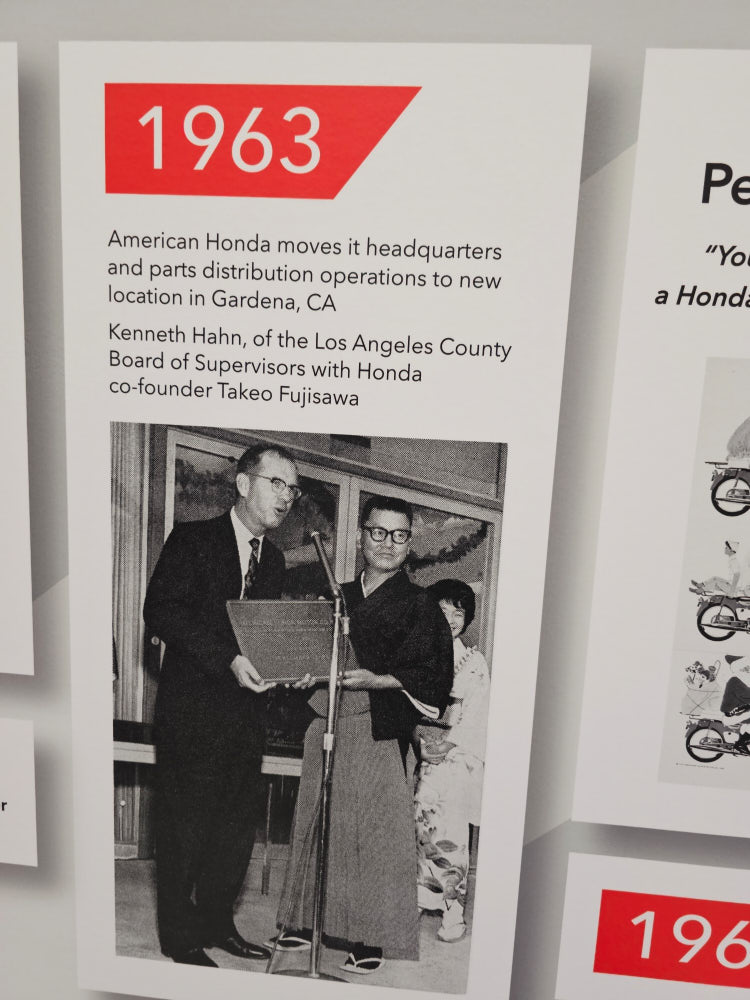 1963
American Honda moves it headquarters
and parts distribution operations to new
location in Gardena, CA
Kenneth Hahn, of the Los Angeles County
Board of Supervisors with Honda
co-founder Takeo Fujisawa
Pe
"You
a Honda
r
196